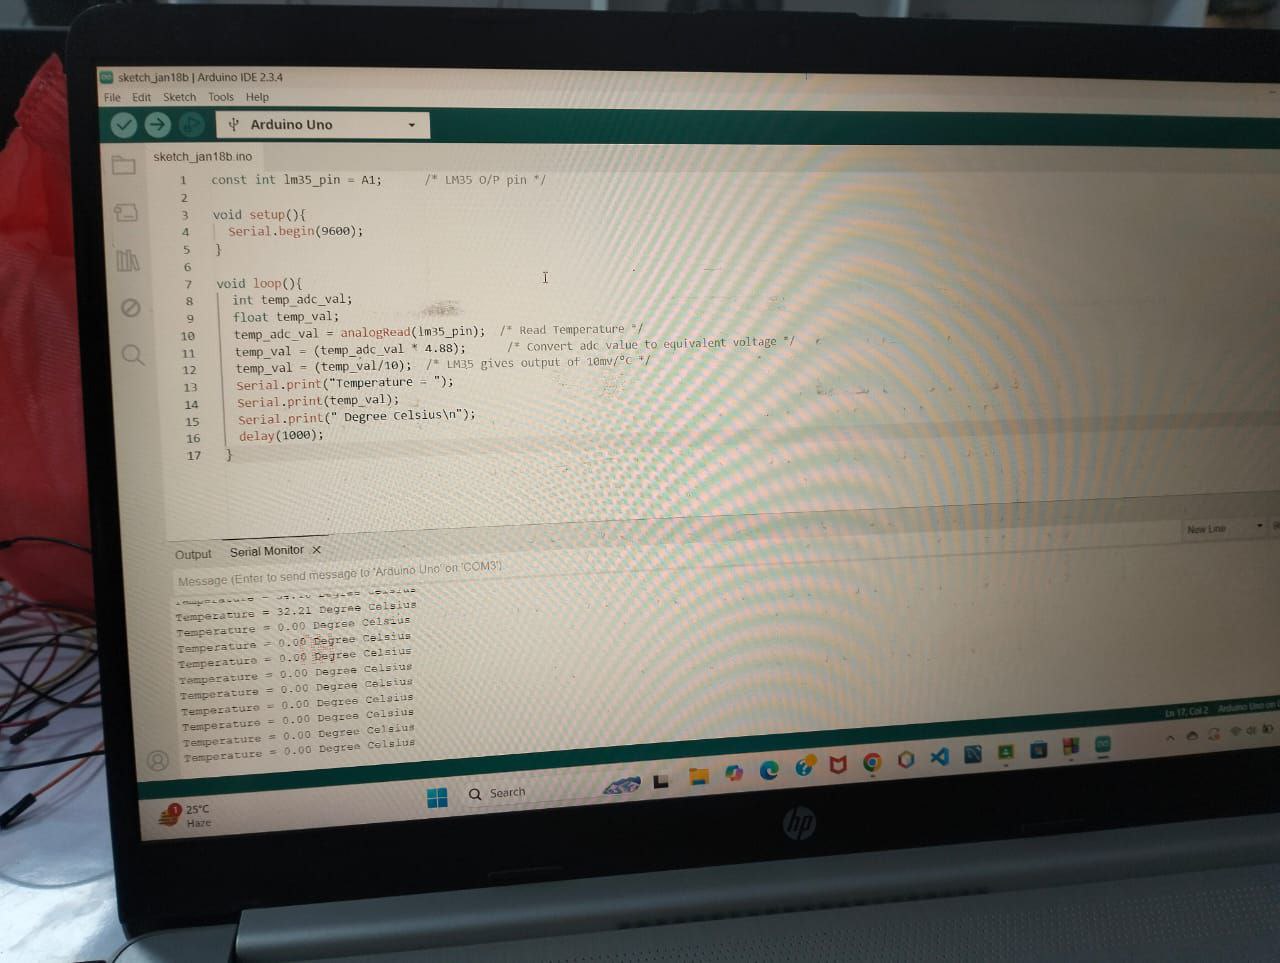 sketch_jan18b | Arduino IDE 2.3.4
File Edit Sketch Tools Help
Arduino Uno
sketch_jan18b.ino
1 const int lm35_pin = A1; /* LM35 O/P pin */
2
3 void setup(){
4 Serial.begin(9600);
5 }
6
7 void loop(){
8 int temp_adc_val;
9 float temp_val;
10 temp_adc_val = analogRead(lm35_pin); /* Read Temperature */
11 temp_val = (temp_adc_val * 4.88); /* Convert adc value to equivalent voltage */
12 temp_val = (temp_val/10); /* LM35 gives output of 10mv/°C */
13 Serial.print("Temperature = ");
14 Serial.print(temp_val);
15 Serial.print(" Degree Celsius\n");
16 delay(1000);
17 }
Output Serial Monitor
New Line
Message (Enter to send message to 'Arduino Uno' on 'COM3')
Temperature = 32.21 Degree Celsius
Temperature = 0.00 Degree Celsius
Temperature = 0.00 Degree Celsius
Temperature = 0.00 Degree Celsius
Temperature = 0.00 Degree Celsius
Temperature = 0.00 Degree Celsius
Temperature = 0.00 Degree Celsius
Temperature = 0.00 Degree Celsius
Temperature = 0.00 Degree Celsius
Temperature = 0.00 Degree Celsius
Ln 17, Col 2 Arduino Uno on
1
25°C
Haze
Search
hp